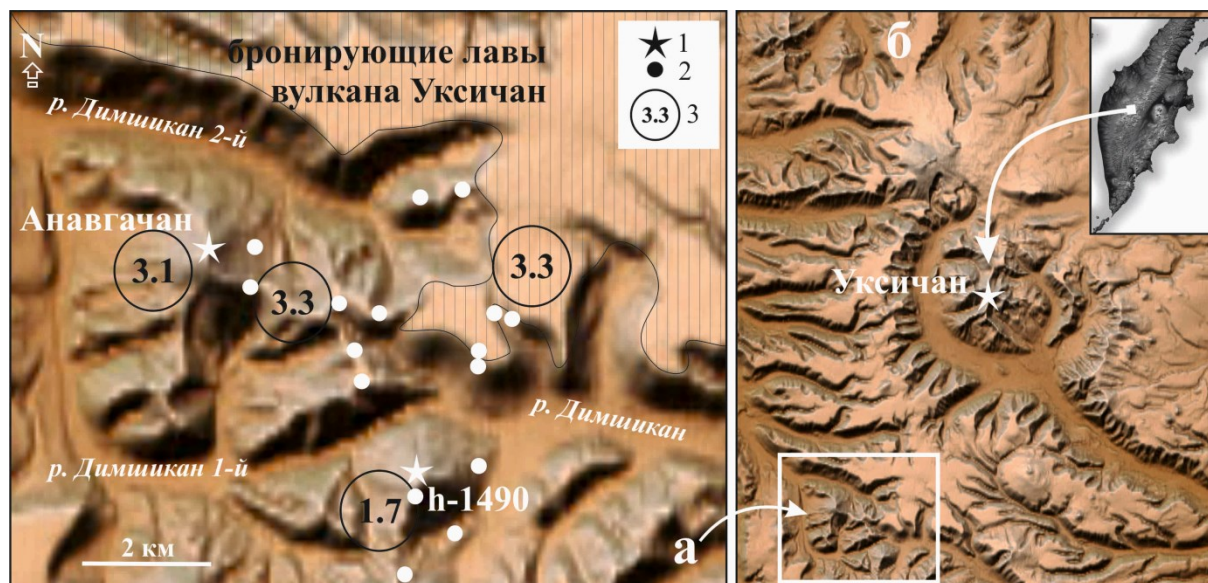 N
бронирующие лавы
вулкана Уксичан
1
2
3.3 3
р. Димшикан 2-й
Анавгачан
3.1
3.3
3.3
р. Димшикан
р. Димшикан 1-й
h-1490
1.7
2 км
б
Уксичан
а